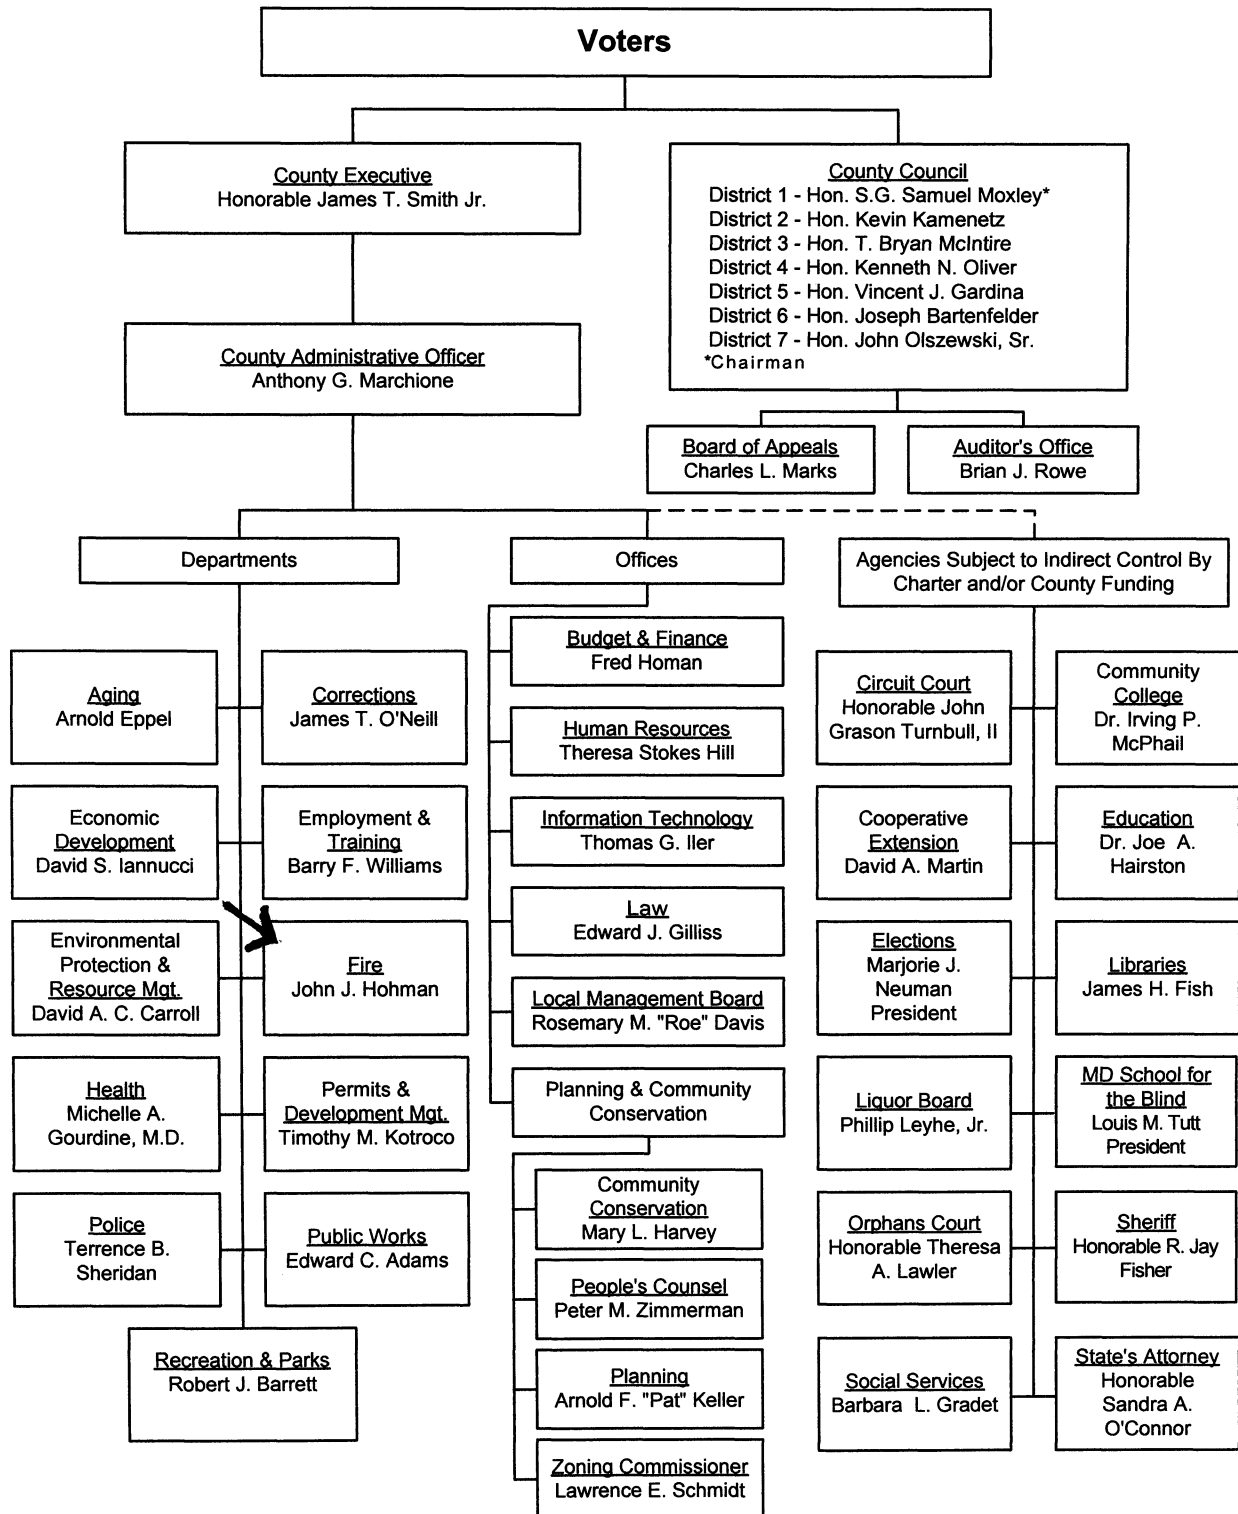 Voters
County Executive
Honorable James T. Smith Jr.
County Council
District 1 - Hon. S.G. Samuel Moxley*
District 2 - Hon. Kevin Kamenetz
District 3 - Hon. T. Bryan McIntire
District 4 - Hon. Kenneth N. Oliver
District 5 - Hon. Vincent J. Gardina
District 6 - Hon. Joseph Bartenfelder
District 7 - Hon. John Olszewski, Sr.
*Chairman
County Administrative Officer
Anthony G. Marchione
Board of Appeals
Charles L. Marks
Auditor's Office
Brian J. Rowe
Departments
Aging
Arnold Eppel
Corrections
James T. O'Neill
Economic
Development
David S. Iannucci
Employment &
Training
Barry F. Williams
Environmental
Protection &
Resource Mgt.
David A. C. Carroll
Fire
John J. Hohman
Health
Michelle A.
Gourdine, M.D.
Permits &
Development Mgt.
Timothy M. Kotroco
Police
Terrence B.
Sheridan
Public Works
Edward C. Adams
Recreation & Parks
Robert J. Barrett
Offices
Budget & Finance
Fred Homan
Human Resources
Theresa Stokes Hill
Information Technology
Thomas G. Iler
Law
Edward J. Gilliss
Local Management Board
Rosemary M. "Roe" Davis
Planning & Community
Conservation
Community
Conservation
Mary L. Harvey
People's Counsel
Peter M. Zimmerman
Planning
Arnold F. "Pat" Keller
Zoning Commissioner
Lawrence E. Schmidt
Agencies Subject to Indirect Control By
Charter and/or County Funding
Circuit Court
Honorable John
Grason Turnbull, II
Community
College
Dr. Irving P.
McPhail
Cooperative
Extension
David A. Martin
Education
Dr. Joe A.
Hairston
Elections
Marjorie J.
Neuman
President
Libraries
James H. Fish
Liquor Board
Phillip Leyhe, Jr.
MD School for
the Blind
Louis M. Tutt
President
Orphans Court
Honorable Theresa
A. Lawler
Sheriff
Honorable R. Jay
Fisher
Social Services
Barbara L. Gradet
State's Attorney
Honorable
Sandra A.
O'Connor